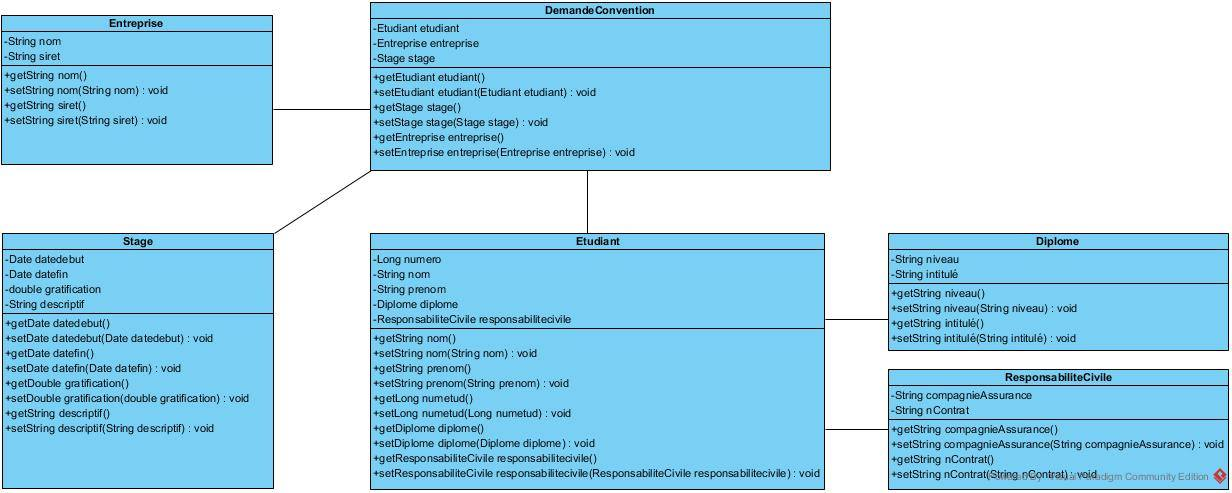 Entreprise
-String nom
-String siret
+getString nom()
+setString nom(String nom) : void
+getString siret()
+setString siret(String siret) : void
DemandeConvention
-Etudiant etudiant
-Entreprise entreprise
-Stage stage
+getEtudiant etudiant()
+setEtudiant etudiant(Etudiant etudiant) : void
+getStage stage()
+setStage stage(Stage stage) : void
+getEntreprise entreprise()
+setEntreprise entreprise(Entreprise entreprise) : void
Stage
-Date datedebut
-Date datefin
-double gratification
-String descriptif
+getDate datedebut()
+setDate datedebut(Date datedebut) : void
+getDate datefin()
+setDate datefin(Date datefin) : void
+getDouble gratification()
+setDouble gratification(double gratification) : void
+getString descriptif()
+setString descriptif(String descriptif) : void
Etudiant
-Long numero
-String nom
-String prenom
-Diplome diplome
-ResponsabiliteCivile responsabilitecivile
+getString nom()
+setString nom(String nom) : void
+getString prenom()
+setString prenom(String prenom) : void
+getLong numetud()
+setLong numetud(Long numetud) : void
+getDiplome diplome()
+setDiplome diplome(Diplome diplome) : void
+getResponsabiliteCivile responsabilitecivile()
+setResponsabiliteCivile responsabilitecivile(ResponsabiliteCivile responsabilitecivile) : void
Diplome
-String niveau
-String intitulé
+getString niveau()
+setString niveau(String niveau) : void
+getString intitulé()
+setString intitulé(String intitulé) : void
ResponsabiliteCivile
-String compagnieAssurance
-String nContrat
+getString compagnieAssurance()
+setString compagnieAssurance(String compagnieAssurance) : void
+getString nContrat()
+setString nContrat(String nContrat) : void
Visual Paradigm Community Edition